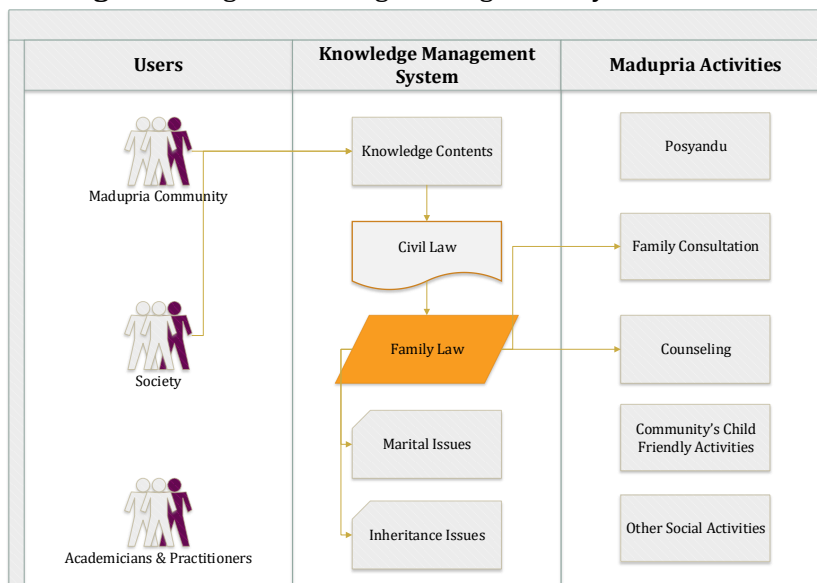 Users
Knowledge Management
System
Madupria Activities
Madupria Community
Society
Academicians & Practitioners
Knowledge Contents
Civil Law
Family Law
Marital Issues
Inheritance Issues
Posyandu
Family Consultation
Counseling
Community's Child
Friendly Activities
Other Social Activities